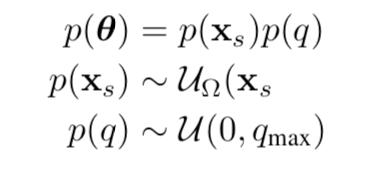 p(θ) = p(x_s)p(q)
p(x_s) ∼ U_Ω(x_s
p(q) ∼ U(0, q_max)